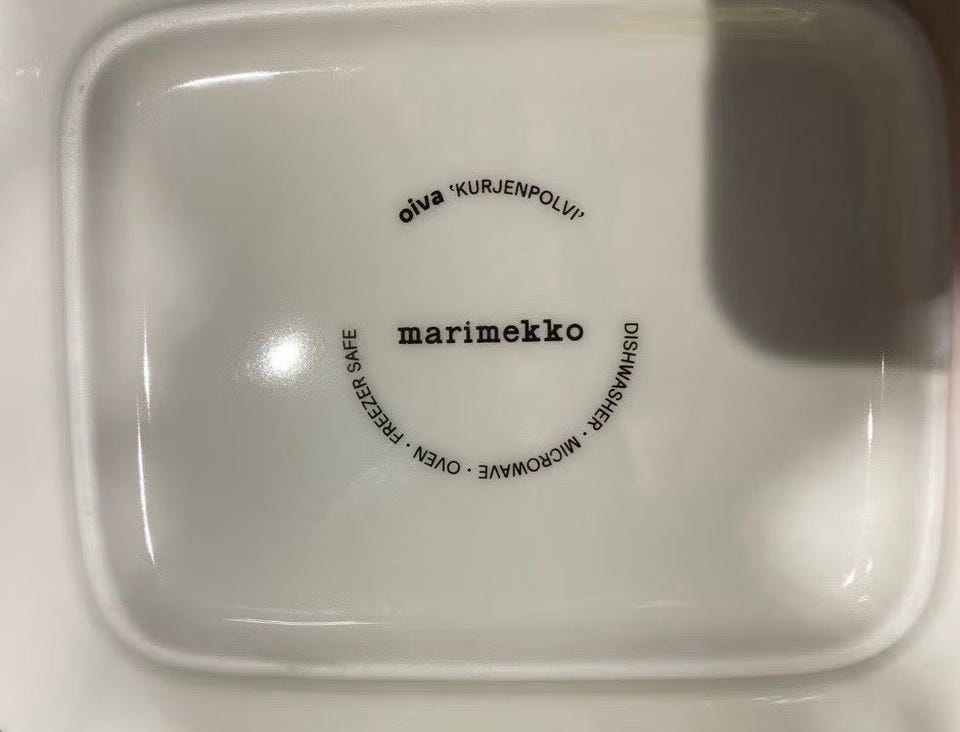 oiva 'KURJENPOLVI'
marimekko
DISHWASHER · MICROWAVE · OVEN · FREEZER SAFE